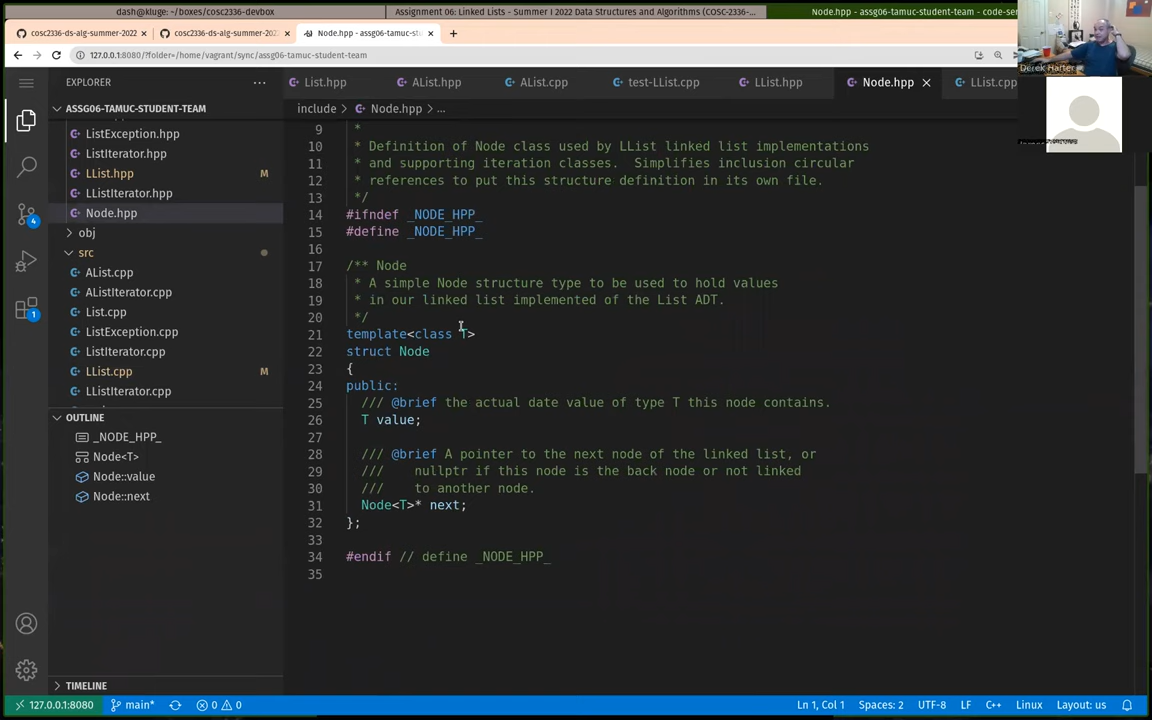 dash@kluge: ~/boxes/cosc2336-devbox
Assignment 06: Linked Lists - Summer I 2022 Data Structures and Algorithms (COSC-2336-...
Node.hpp - assg06-tamuc-student-team - code-ser
cosc2336-ds-alg-summer-2022
cosc2336-ds-alg-summer-202
Node.hpp - assg06-tamuc-stu
127.0.0.1:8080/?folder=/home/vagrant/sync/assg06-tamuc-student-team
Derek Harter
EXPLORER
ASSG06-TAMUC-STUDENT-TEAM
ListException.hpp
ListIterator.hpp
LList.hpp M
LListIterator.hpp
Node.hpp
obj
src
AList.cpp
AListIterator.cpp
List.cpp
ListException.cpp
ListIterator.cpp
LList.cpp M
LListIterator.cpp
OUTLINE
_NODE_HPP_
Node<T>
Node::value
Node::next
TIMELINE
4
1
List.hpp
AList.hpp
AList.cpp
test-LList.cpp
LList.hpp
Node.hpp
LList.cp
include > Node.hpp > ...
9 *
10 * Definition of Node class used by LList linked list implementations
11 * and supporting iteration classes.  Simplifies inclusion circular
12 * references to put this structure definition in its own file.
13 */
14 #ifndef _NODE_HPP_
15 #define _NODE_HPP_
16
17 /** Node
18 * A simple Node structure type to be used to hold values
19 * in our linked list implemented of the List ADT.
20 */
21 template<class T>
22 struct Node
23 {
24 public:
25 /// @brief the actual date value of type T this node contains.
26 T value;
27
28 /// @brief A pointer to the next node of the linked list, or
29 ///    nullptr if this node is the back node or not linked
30 ///    to another node.
31 Node<T>* next;
32 };
33
34 #endif // define _NODE_HPP_
35
127.0.0.1:8080
main*
0 0
Ln 1, Col 1
Spaces: 2
UTF-8
LF
C++
Linux
Layout: us